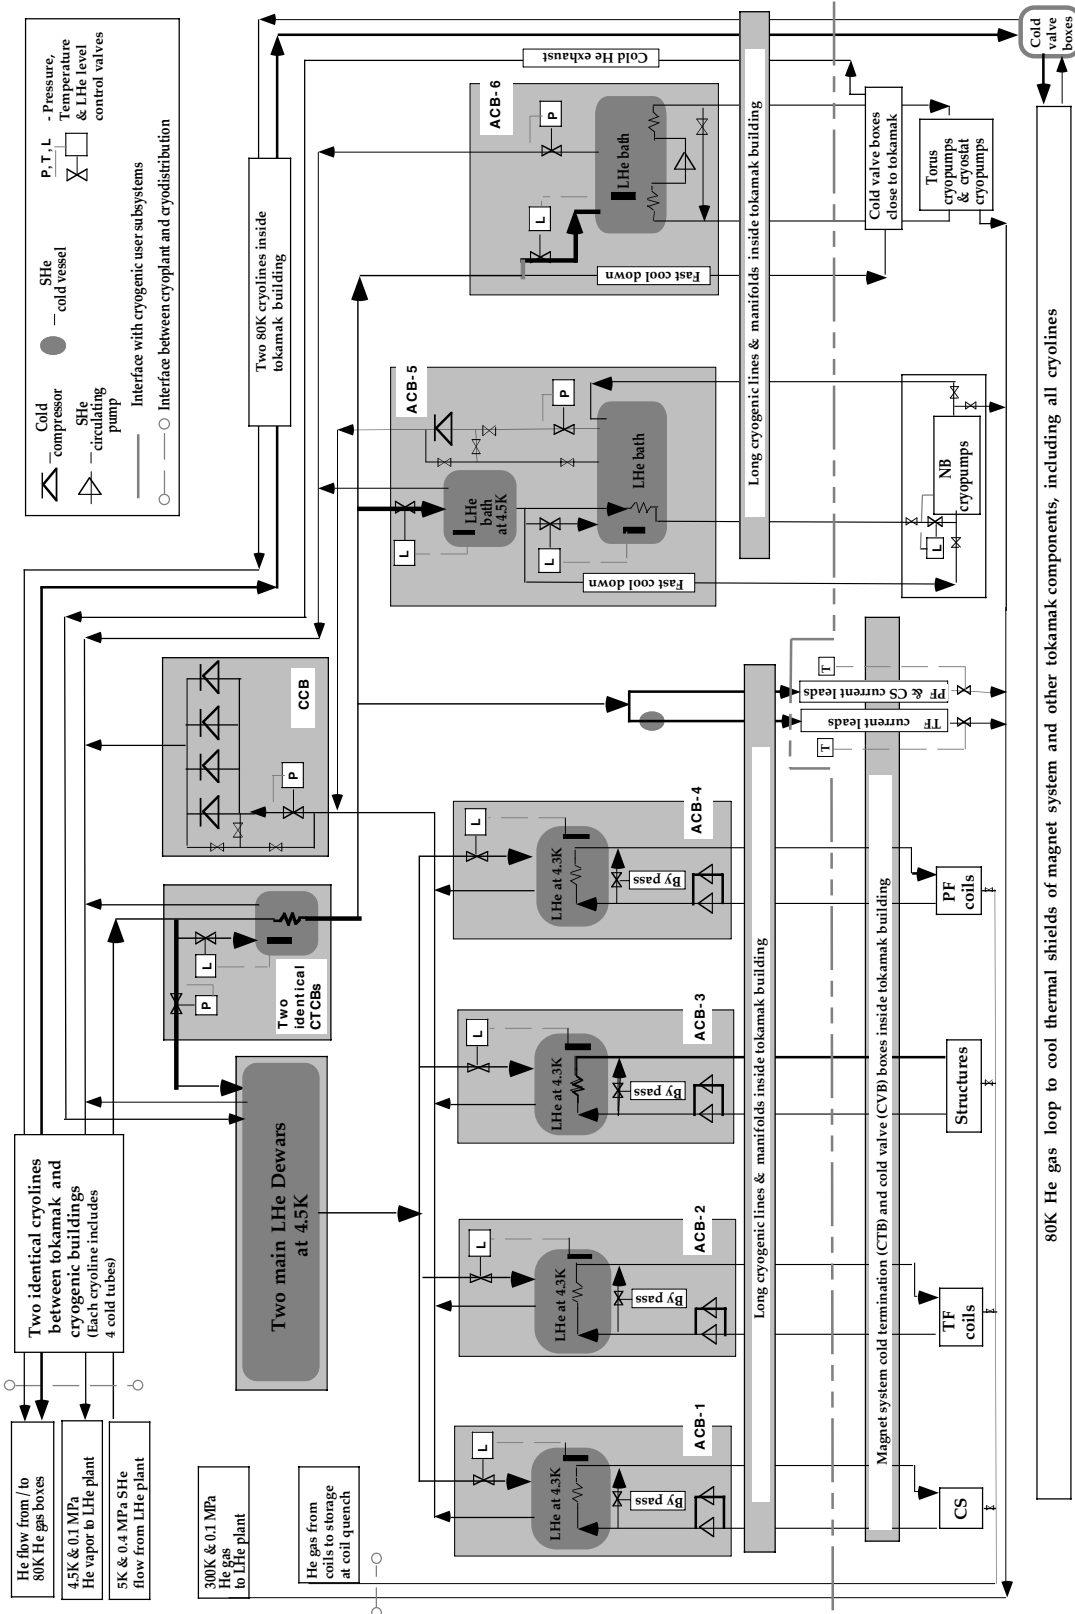 He flow from / to
80K He gas boxes
4.5K & 0.1 MPa
He vapor to LHe plant
5K & 0.4 MPa SHe
flow from LHe plant
300K & 0.1 MPa
He gas
to LHe plant
He gas from
coils to storage
at coil quench
Two identical cryolines
between tokamak and
cryogenic buildings
(Each cryoline includes
4 cold tubes)
Two main LHe Dewars
at 4.5K
P
L
Two
identical
CTCBs
P
CCB
Two 80K cryolines inside
tokamak building
Cold
compressor
SHe
circulating
pump
SHe
cold vessel
P, T, L
- Pressure,
Temperature
& LHe level
control valves
Interface with cryogenic user subsystems
Interface between cryoplant and cryodistribution
L
LHe at 4.3K
By pass
ACB-1
L
LHe at 4.3K
By pass
ACB-2
L
LHe at 4.3K
By pass
ACB-3
L
LHe at 4.3K
By pass
ACB-4
ACB-5
L
LHe
bath
at 4.5K
L
P
LHe bath
Fast cool down
ACB-6
L
P
LHe bath
Fast cool down
Cold He exhaust
Long cryogenic lines & manifolds inside tokamak building
Long cryogenic lines & manifolds inside tokamak building
T
TF current leads
T
PF & CS current leads
Magnet system cold termination (CTB) and cold valve (CVB) boxes inside tokamak building
CS
TF
coils
Structures
PF
coils
L
NB
cryopumps
Cold valve boxes
close to tokamak
Torus
cryopumps
& cryostat
cryopumps
Cold
valve
boxes
80K He gas loop to cool thermal shields of magnet system and other tokamak components, including all cryolines